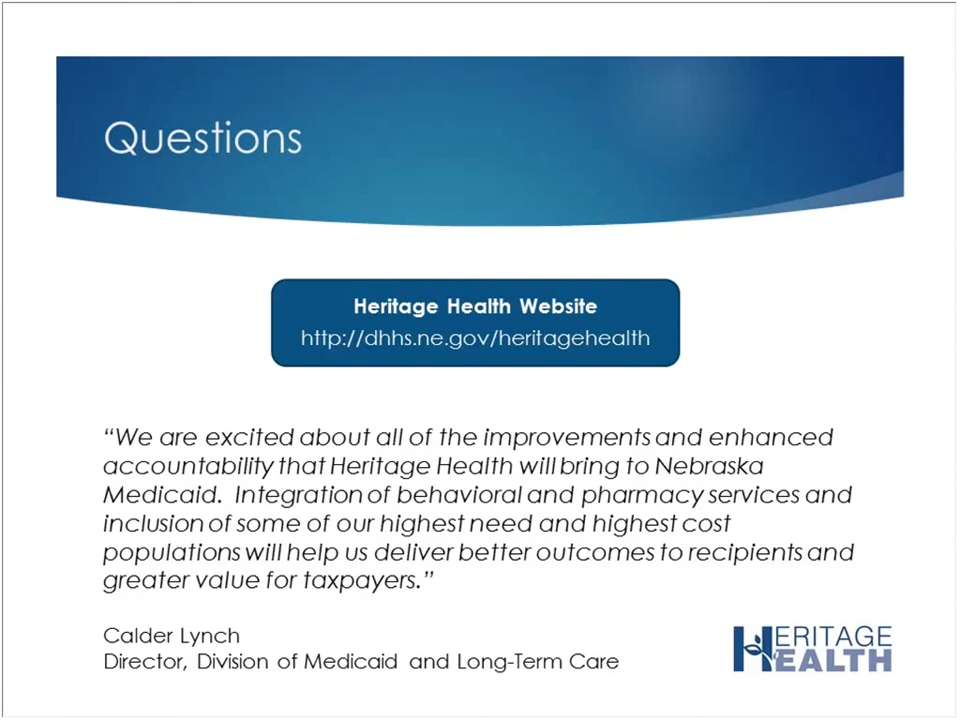 Questions
Heritage Health Website
http://dhhs.ne.gov/heritagehealth
“We are excited about all of the improvements and enhanced
accountability that Heritage Health will bring to Nebraska
Medicaid.  Integration of behavioral and pharmacy services and
inclusion of some of our highest need and highest cost
populations will help us deliver better outcomes to recipients and
greater value for taxpayers.”
Calder Lynch
Director, Division of Medicaid and Long-Term Care
HERITAGE
HEALTH